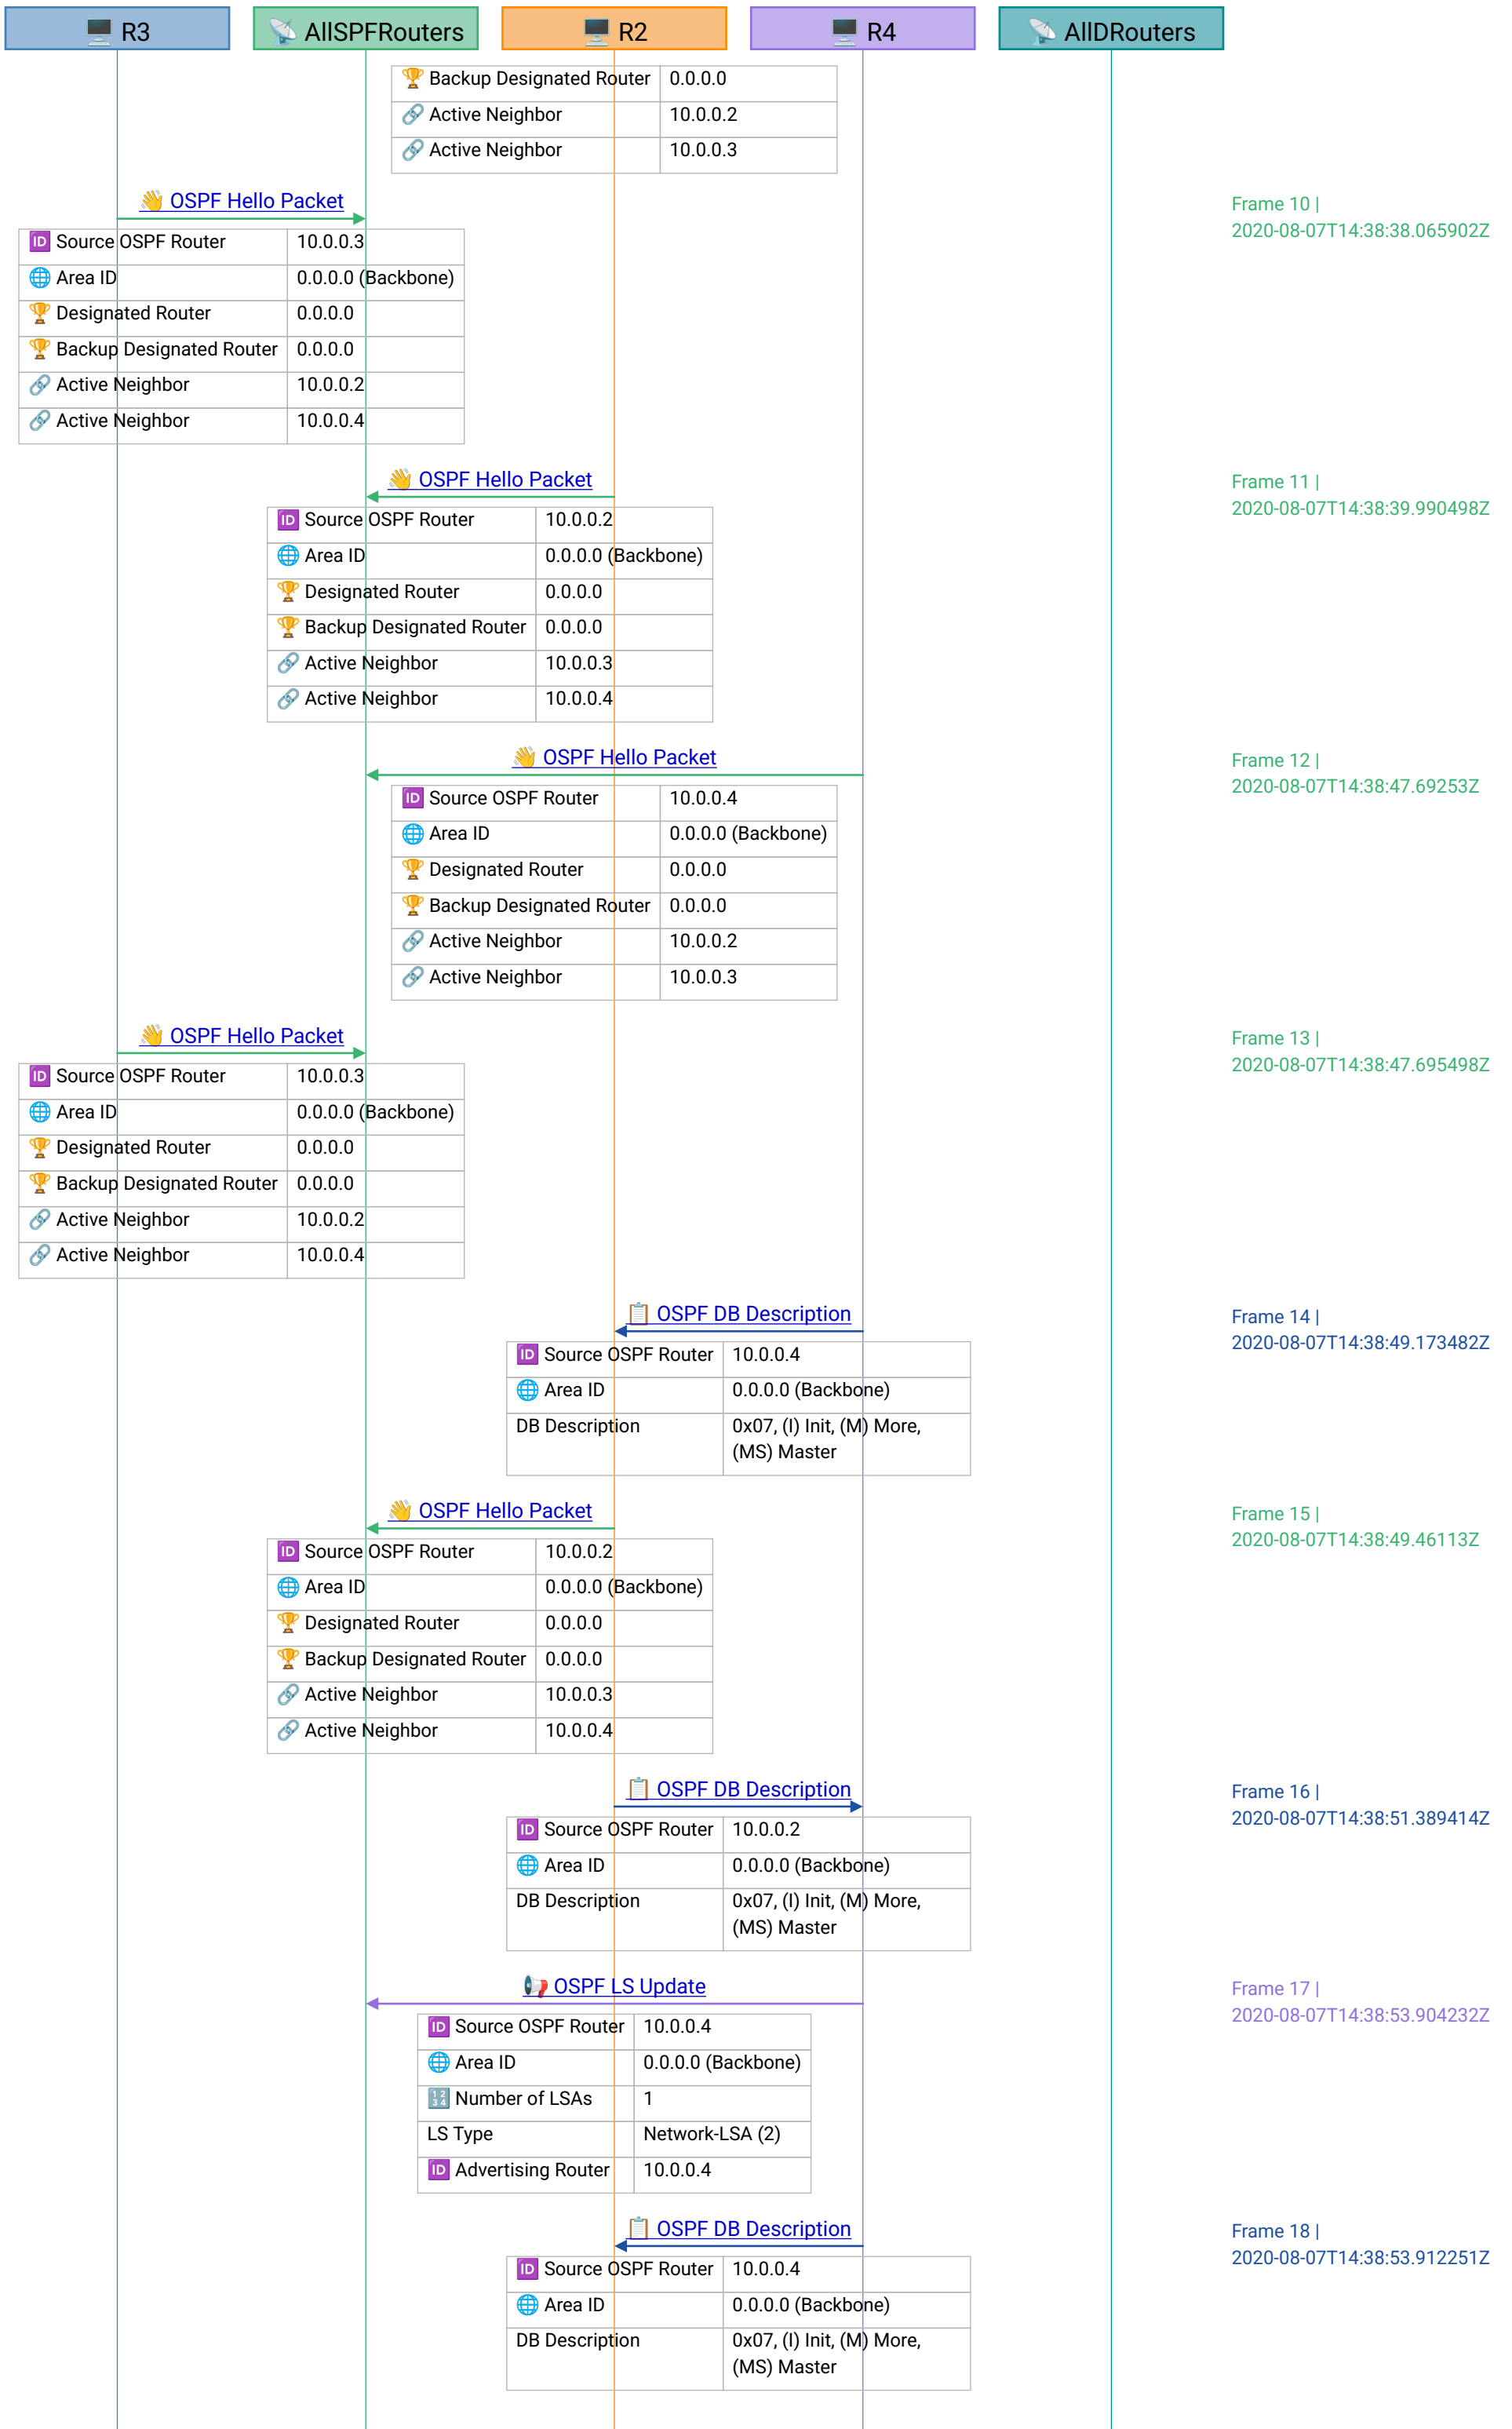 R3
AllSPFRouters
R2
R4
AllDRouters
Backup Designated Router 0.0.0.0
Active Neighbor 10.0.0.2
Active Neighbor 10.0.0.3
OSPF Hello Packet
Frame 10 |
2020-08-07T14:38:38.065902Z
Source OSPF Router 10.0.0.3
Area ID 0.0.0.0 (Backbone)
Designated Router 0.0.0.0
Backup Designated Router 0.0.0.0
Active Neighbor 10.0.0.2
Active Neighbor 10.0.0.4
OSPF Hello Packet
Frame 11 |
2020-08-07T14:38:39.990498Z
Source OSPF Router 10.0.0.2
Area ID 0.0.0.0 (Backbone)
Designated Router 0.0.0.0
Backup Designated Router 0.0.0.0
Active Neighbor 10.0.0.3
Active Neighbor 10.0.0.4
OSPF Hello Packet
Frame 12 |
2020-08-07T14:38:47.69253Z
Source OSPF Router 10.0.0.4
Area ID 0.0.0.0 (Backbone)
Designated Router 0.0.0.0
Backup Designated Router 0.0.0.0
Active Neighbor 10.0.0.2
Active Neighbor 10.0.0.3
OSPF Hello Packet
Frame 13 |
2020-08-07T14:38:47.695498Z
Source OSPF Router 10.0.0.3
Area ID 0.0.0.0 (Backbone)
Designated Router 0.0.0.0
Backup Designated Router 0.0.0.0
Active Neighbor 10.0.0.2
Active Neighbor 10.0.0.4
OSPF DB Description
Frame 14 |
2020-08-07T14:38:49.173482Z
Source OSPF Router 10.0.0.4
Area ID 0.0.0.0 (Backbone)
DB Description 0x07, (I) Init, (M) More,
(MS) Master
OSPF Hello Packet
Frame 15 |
2020-08-07T14:38:49.46113Z
Source OSPF Router 10.0.0.2
Area ID 0.0.0.0 (Backbone)
Designated Router 0.0.0.0
Backup Designated Router 0.0.0.0
Active Neighbor 10.0.0.3
Active Neighbor 10.0.0.4
OSPF DB Description
Frame 16 |
2020-08-07T14:38:51.389414Z
Source OSPF Router 10.0.0.2
Area ID 0.0.0.0 (Backbone)
DB Description 0x07, (I) Init, (M) More,
(MS) Master
OSPF LS Update
Frame 17 |
2020-08-07T14:38:53.904232Z
Source OSPF Router 10.0.0.4
Area ID 0.0.0.0 (Backbone)
Number of LSAs 1
LS Type Network-LSA (2)
Advertising Router 10.0.0.4
OSPF DB Description
Frame 18 |
2020-08-07T14:38:53.912251Z
Source OSPF Router 10.0.0.4
Area ID 0.0.0.0 (Backbone)
DB Description 0x07, (I) Init, (M) More,
(MS) Master